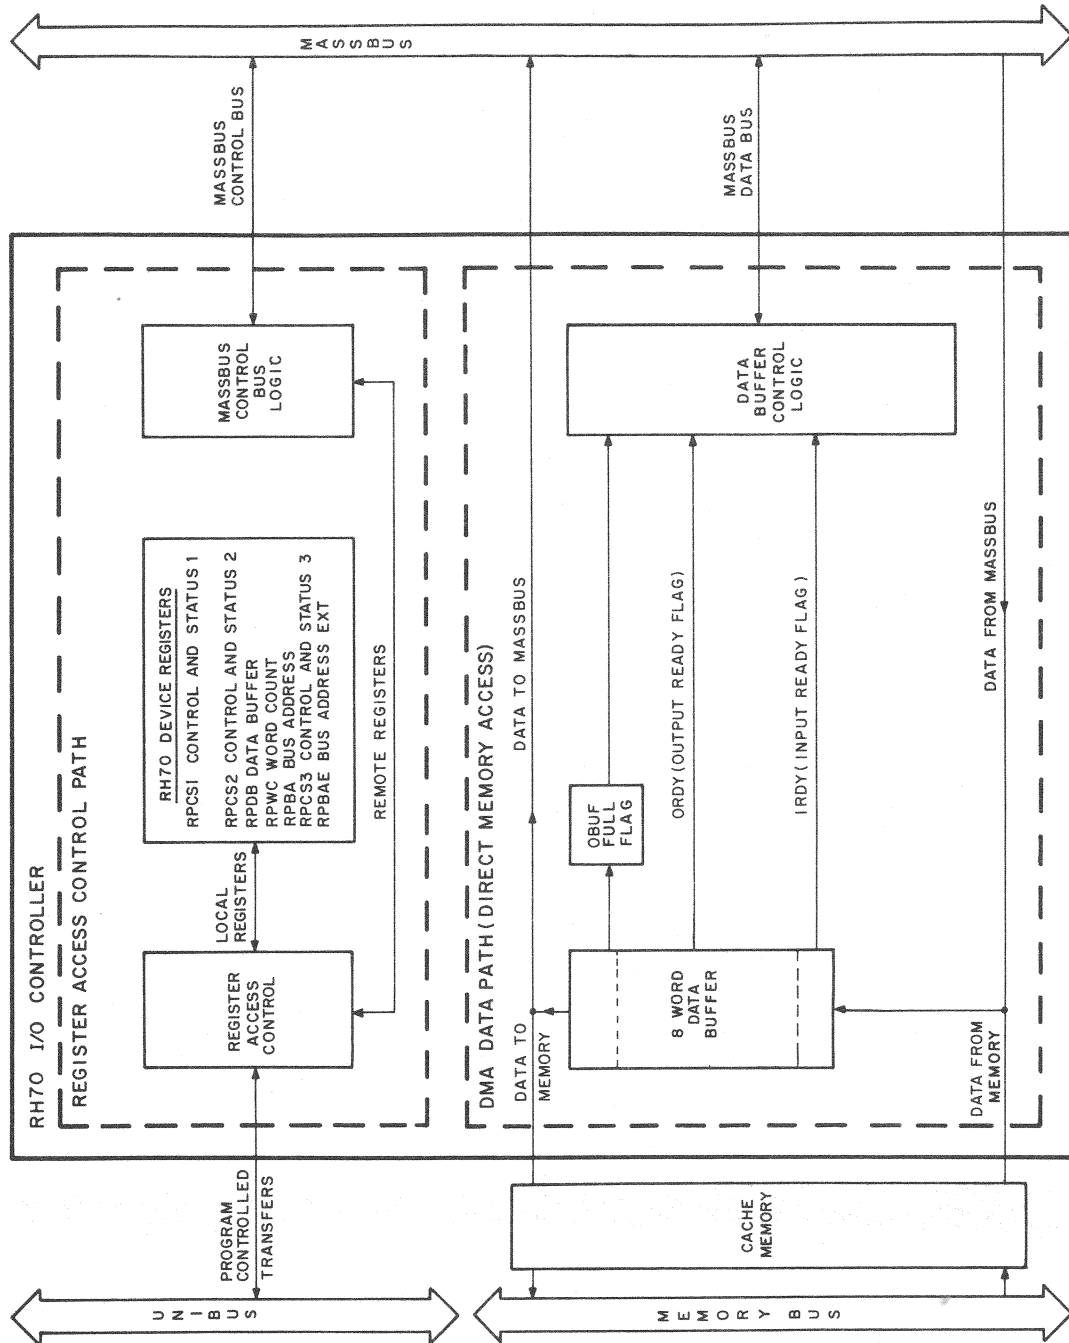 RH70 I/O CONTROLLER
REGISTER ACCESS CONTROL PATH
UNIBUS
PROGRAM
CONTROLLED
TRANSFERS
REGISTER
ACCESS
CONTROL
LOCAL
REGISTERS
RH70 DEVICE REGISTERS
RPCS1 CONTROL AND STATUS 1
RPCS2 CONTROL AND STATUS 2
RPDB DATA BUFFER
RPWC WORD COUNT
RPBA BUS ADDRESS
RPCS3 CONTROL AND STATUS 3
RPBAE BUS ADDRESS EXT
REMOTE REGISTERS
MASSBUS
CONTROL
BUS
LOGIC
MASSBUS
CONTROL BUS
MASSBUS
DMA DATA PATH (DIRECT MEMORY ACCESS)
MEMORY BUS
CACHE
MEMORY
DATA TO
MEMORY
DATA TO MASSBUS
8 WORD
DATA
BUFFER
OBUF
FULL
FLAG
ORDY (OUTPUT READY FLAG)
IRDY (INPUT READY FLAG)
DATA
BUFFER
CONTROL
LOGIC
MASSBUS
DATA BUS
DATA FROM
MEMORY
DATA FROM MASSBUS